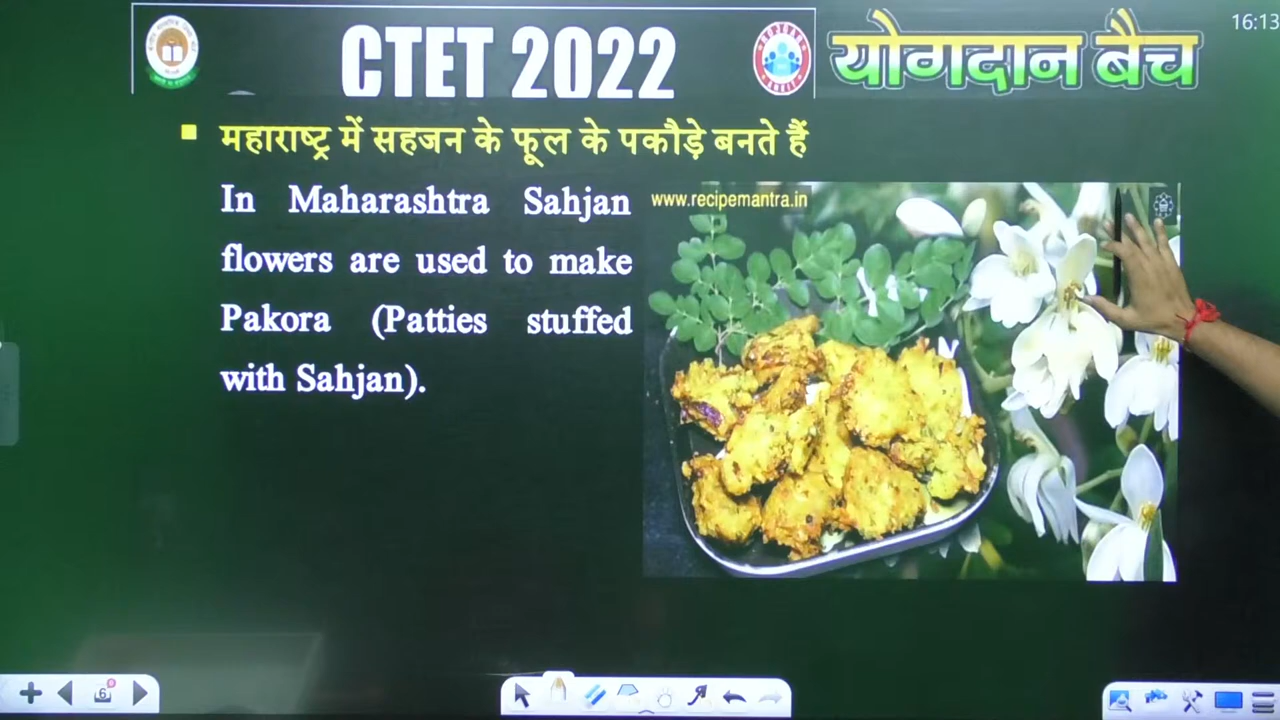 16:13
CTET 2022
योगदान बैच
महाराष्ट्र में सहजन के फूल के पकौड़े बनते हैं
In Maharashtra Sahjan
flowers are used to make
Pakora (Patties stuffed
with Sahjan).
www.recipemantra.in
6